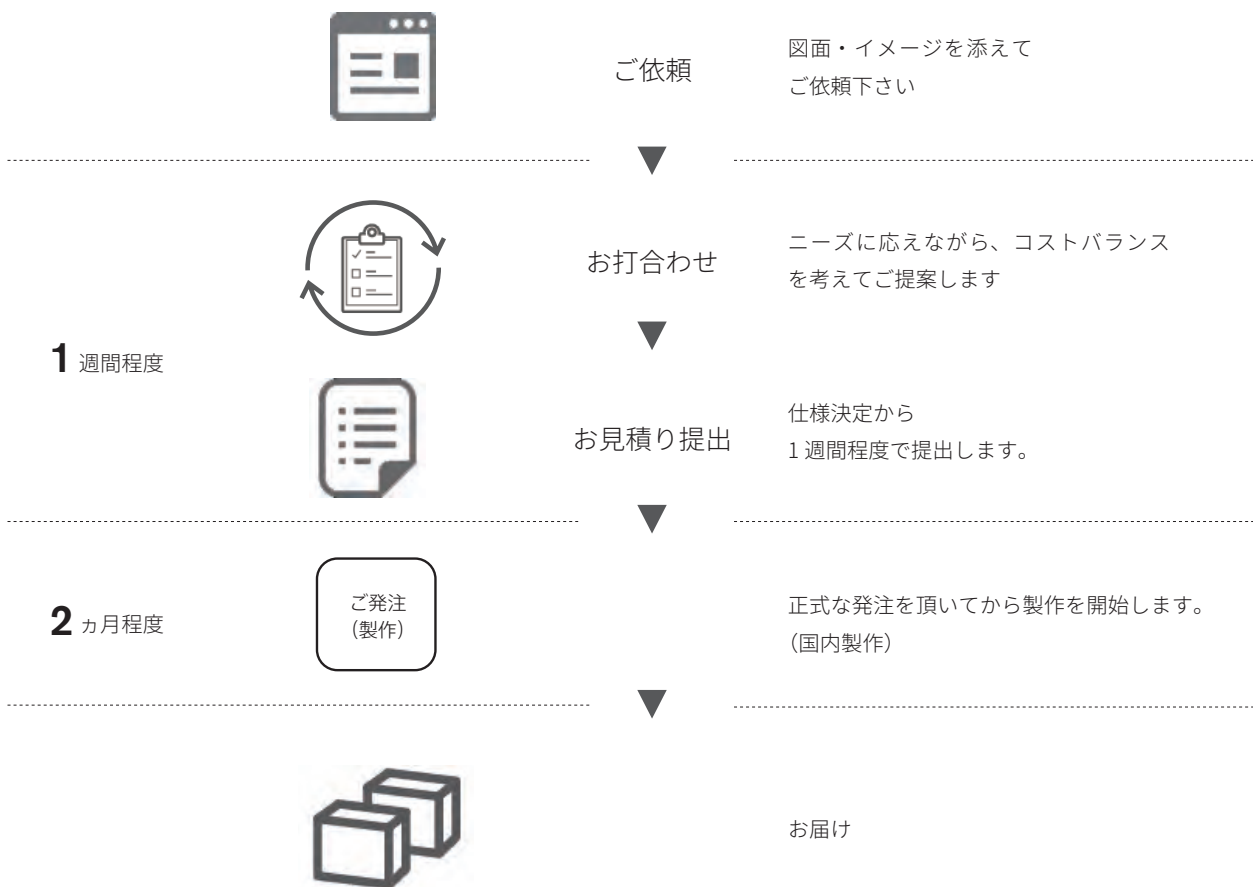 ご依頼
図面・イメージを添えて
ご依頼下さい
お打合わせ
ニーズに応えながら、コストバランス
を考えてご提案します
1 週間程度
お見積り提出
仕様決定から
1 週間程度で提出します。
2 ヵ月程度
ご発注
(製作)
正式な発注を頂いてから製作を開始します。
(国内製作)
お届け